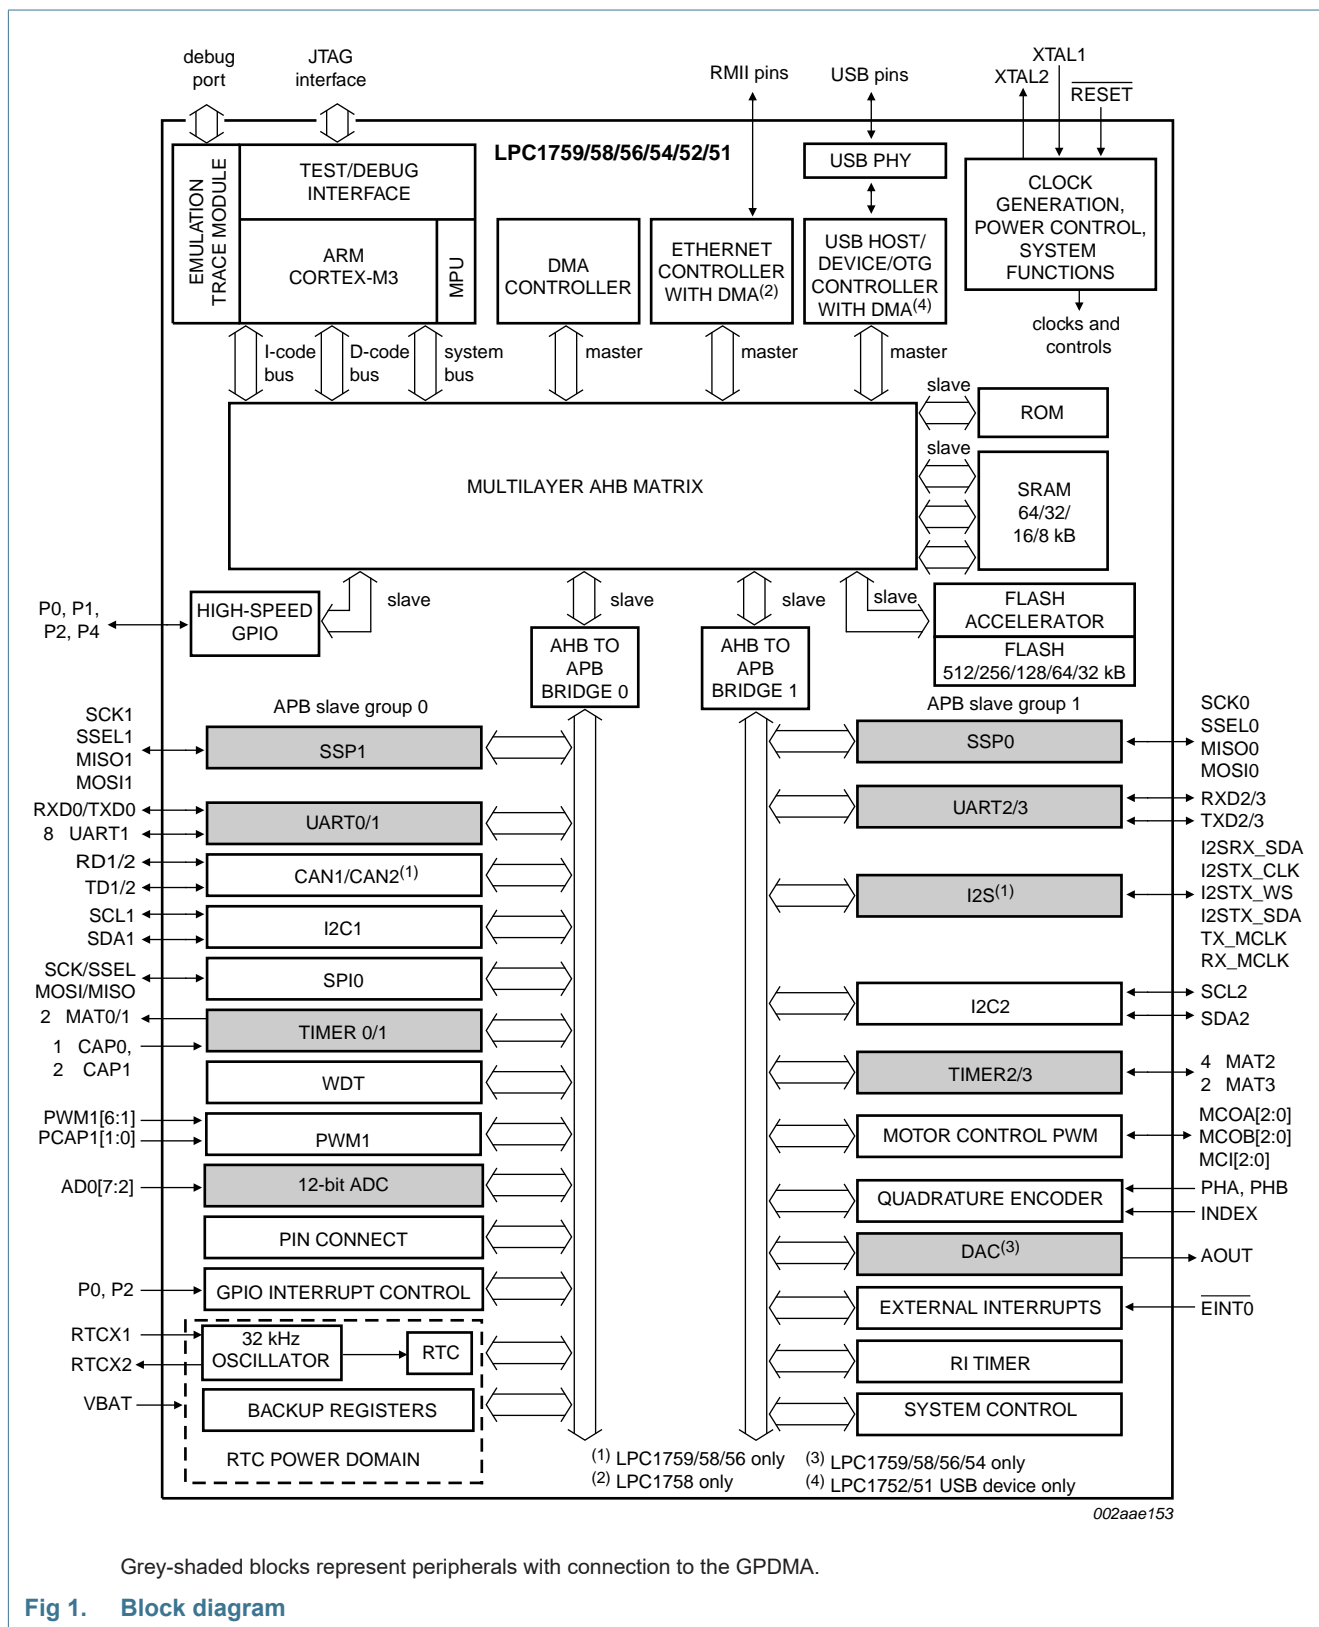 debug
port
JTAG
interface
RMII pins
USB pins
XTAL1
XTAL2
RESET
LPC1759/58/56/54/52/51
EMULATION
TRACE MODULE
TEST/DEBUG
INTERFACE
ARM
CORTEX-M3
MPU
DMA
CONTROLLER
ETHERNET
CONTROLLER
WITH DMA(2)
USB PHY
USB HOST/
DEVICE/OTG
CONTROLLER
WITH DMA(4)
CLOCK
GENERATION,
POWER CONTROL,
SYSTEM
FUNCTIONS
clocks and
controls
I-code
bus
D-code
bus
system
bus
master
master
master
MULTILAYER AHB MATRIX
slave
ROM
slave
SRAM
64/32/
16/8 kB
P0, P1,
P2, P4
HIGH-SPEED
GPIO
slave
slave
slave
slave
FLASH
ACCELERATOR
FLASH
512/256/128/64/32 kB
AHB TO
APB
BRIDGE 0
AHB TO
APB
BRIDGE 1
APB slave group 0
APB slave group 1
SCK1
SSEL1
MISO1
MOSI1
SSP1
RXD0/TXD0
8 UART1
UART0/1
RD1/2
TD1/2
CAN1/CAN2(1)
SCL1
SDA1
I2C1
SCK/SSEL
MOSI/MISO
SPI0
2 MAT0/1
1 CAP0,
2 CAP1
TIMER 0/1
WDT
PWM1[6:1]
PCAP1[1:0]
PWM1
AD0[7:2]
12-bit ADC
PIN CONNECT
P0, P2
GPIO INTERRUPT CONTROL
RTCX1
RTCX2
32 kHz
OSCILLATOR
RTC
VBAT
BACKUP REGISTERS
RTC POWER DOMAIN
SSP0
SCK0
SSEL0
MISO0
MOSI0
UART2/3
RXD2/3
TXD2/3
I2S(1)
I2SRX_SDA
I2STX_CLK
I2STX_WS
I2STX_SDA
TX_MCLK
RX_MCLK
I2C2
SCL2
SDA2
TIMER2/3
4 MAT2
2 MAT3
MOTOR CONTROL PWM
MCOA[2:0]
MCOB[2:0]
MCI[2:0]
QUADRATURE ENCODER
PHA, PHB
INDEX
DAC(3)
AOUT
EXTERNAL INTERRUPTS
EINT0
RI TIMER
SYSTEM CONTROL
(1) LPC1759/58/56 only
(2) LPC1758 only
(3) LPC1759/58/56/54 only
(4) LPC1752/51 USB device only
002aae153
Grey-shaded blocks represent peripherals with connection to the GPDMA.
Fig 1. Block diagram